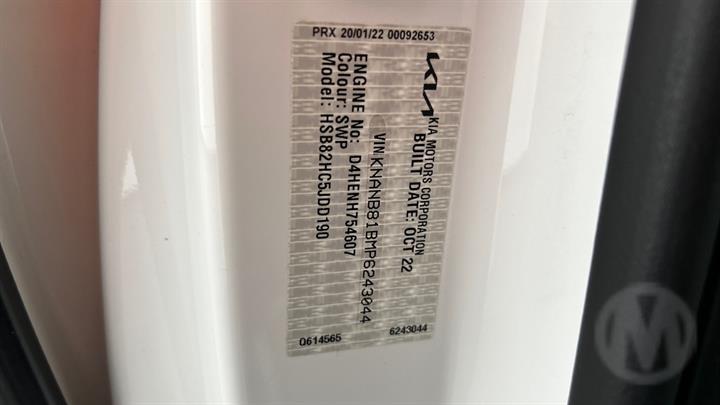 PRX 20/01/22 00092653
KIA
KIA MOTORS CORPORATION
BUILT DATE: OCT 22
VIN KNANB81BMP6243044
ENGINE No: D4HENH754607
Colour: SWP
Model: HSB82HC5JDD190
0614565
6243044
M